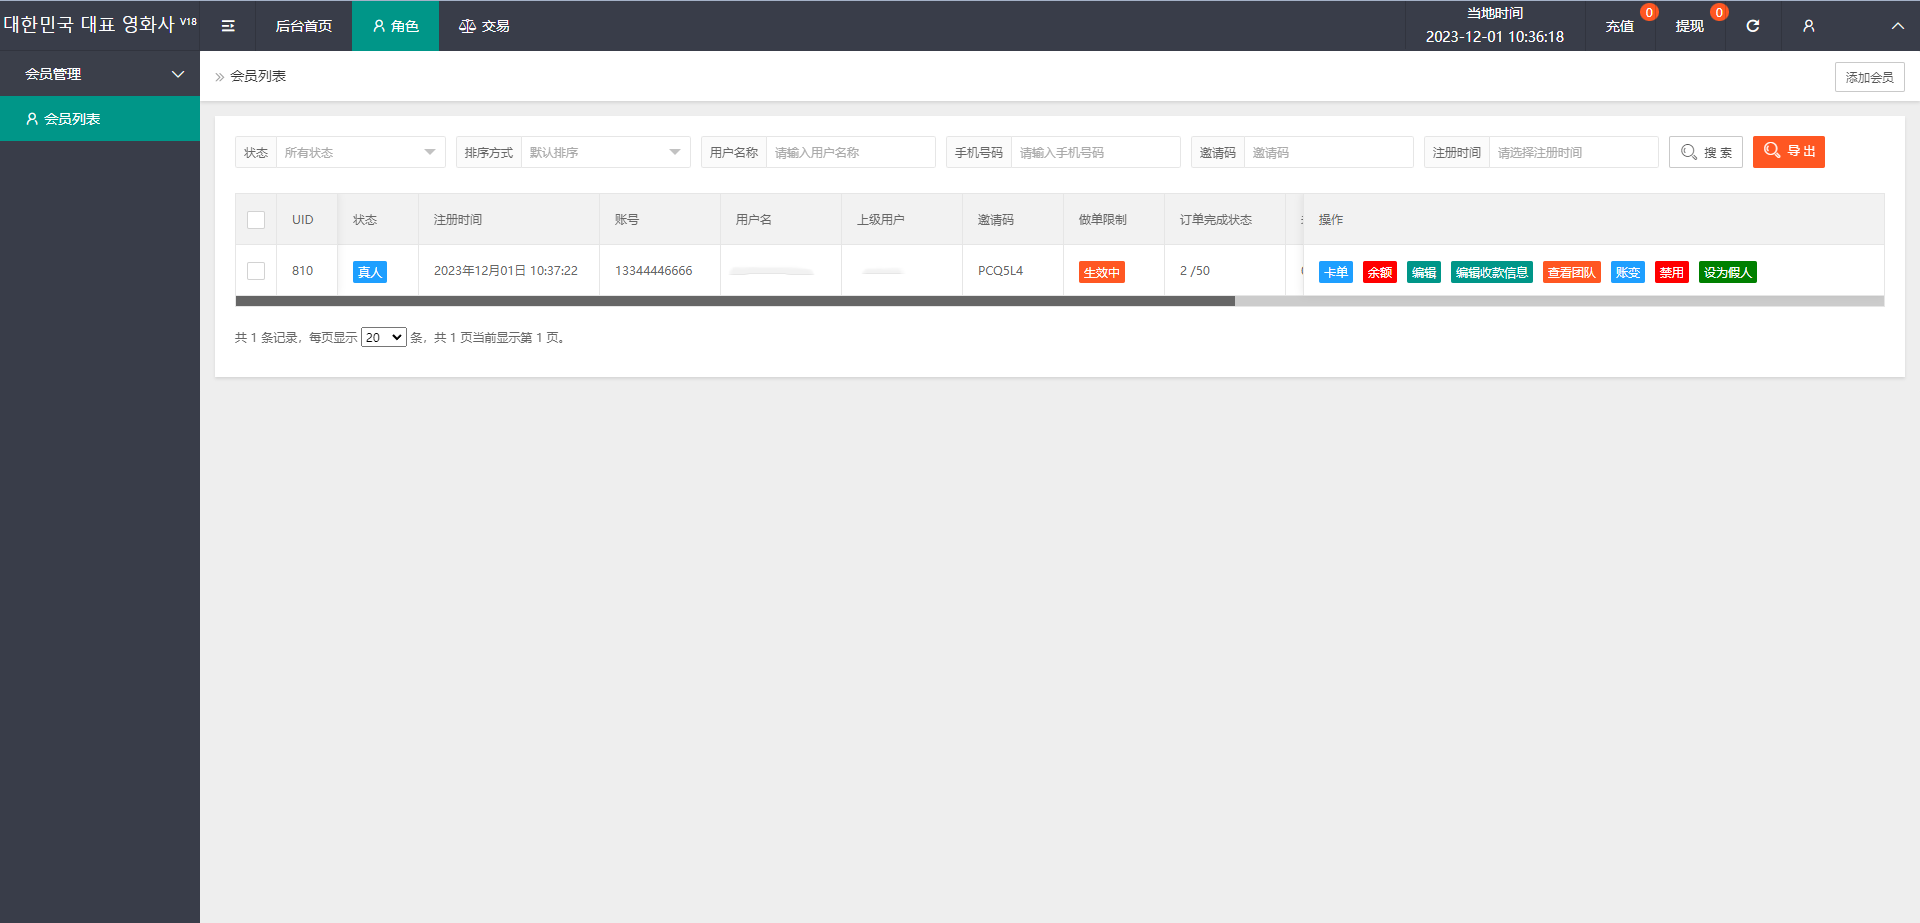 대한민국 대표 영화사 V18
后台首页
角色
交易
当地时间
2023-12-01 10:36:18
充值 0
提现 0
会员管理
会员列表
会员列表
添加会员
状态 所有状态
排序方式 默认排序
用户名称 请输入用户名称
手机号码 请输入手机号码
邀请码 邀请码
注册时间 请选择注册时间
搜 索
导 出
UID 状态 注册时间 账号 用户名 上级用户 邀请码 做单限制 订单完成状态 操作
810 真人 2023年12月01日 10:37:22 13344446666 PCQ5L4 生效中 2 /50 卡单 余额 编辑 编辑收款信息 查看团队 账变 禁用 设为假人
共 1 条记录，每页显示 20 条，共 1 页当前显示第 1 页。